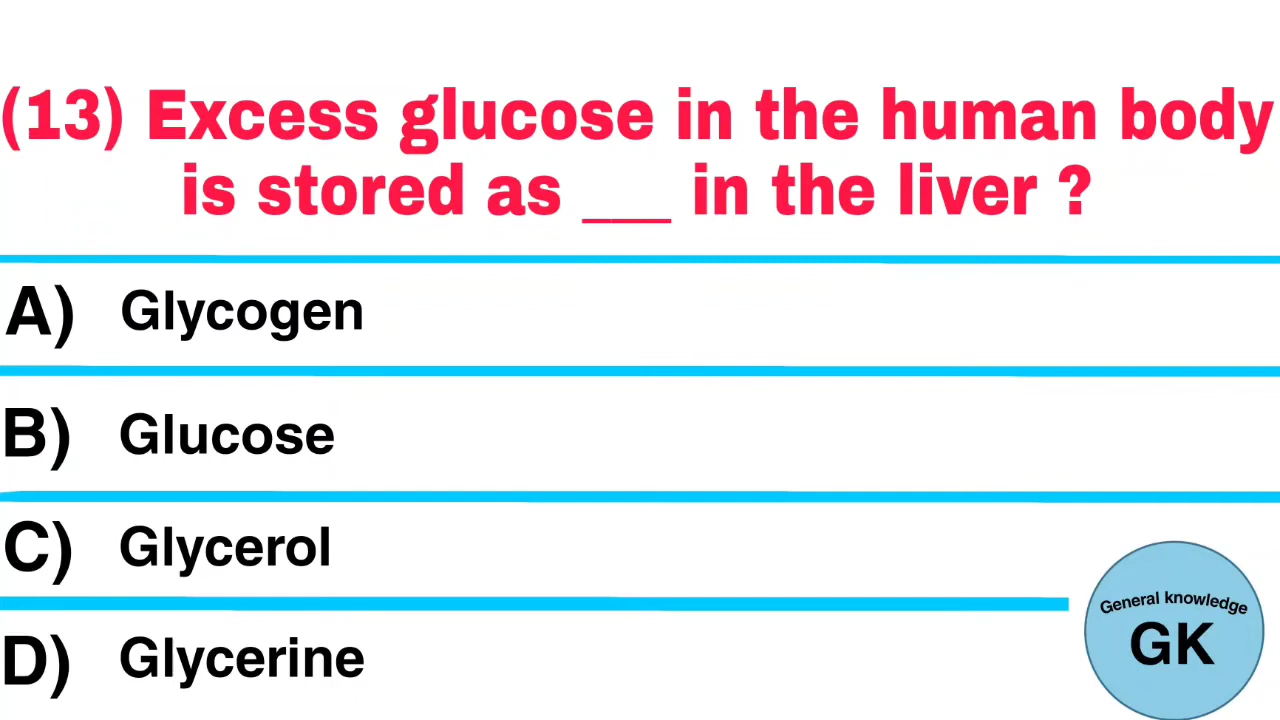 (13) Excess glucose in the human body
is stored as ___ in the liver ?
A) Glycogen
B) Glucose
C) Glycerol
D) Glycerine
General knowledge
GK